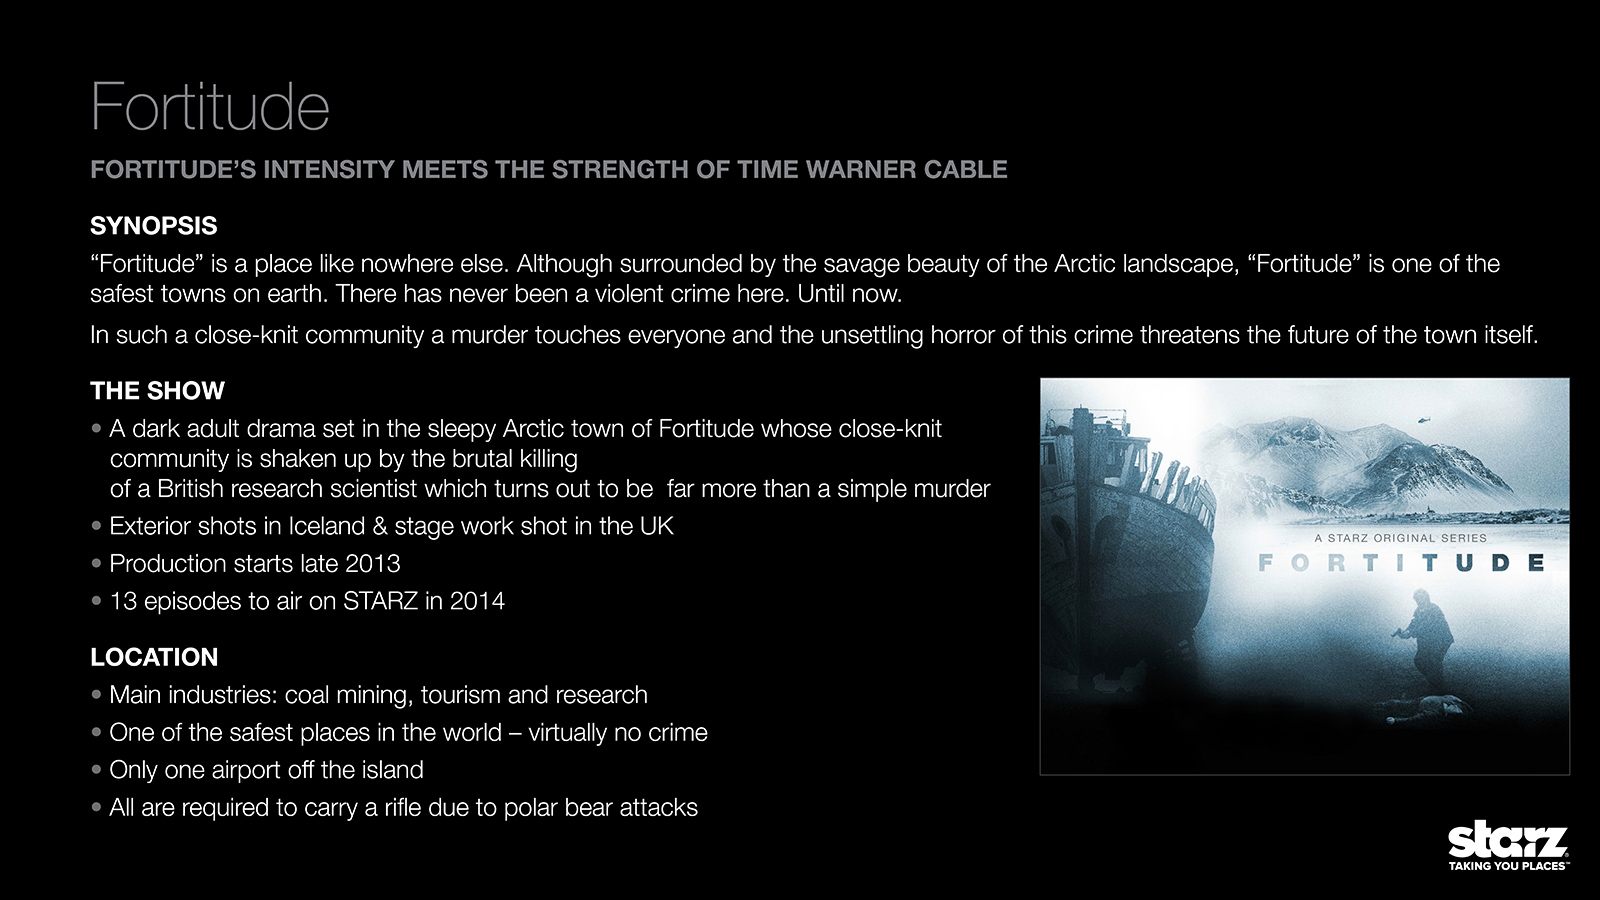 Fortitude
FORTITUDE’S INTENSITY MEETS THE STRENGTH OF TIME WARNER CABLE
SYNOPSIS
“Fortitude” is a place like nowhere else. Although surrounded by the savage beauty of the Arctic landscape, “Fortitude” is one of the
safest towns on earth. There has never been a violent crime here. Until now.
In such a close-knit community a murder touches everyone and the unsettling horror of this crime threatens the future of the town itself.
THE SHOW
• A dark adult drama set in the sleepy Arctic town of Fortitude whose close-knit
community is shaken up by the brutal killing
of a British research scientist which turns out to be  far more than a simple murder
• Exterior shots in Iceland & stage work shot in the UK
• Production starts late 2013
• 13 episodes to air on STARZ in 2014
LOCATION
• Main industries: coal mining, tourism and research
• One of the safest places in the world – virtually no crime
• Only one airport off the island
• All are required to carry a rifle due to polar bear attacks
A STARZ ORIGINAL SERIES
FORTITUDE
starz
TAKING YOU PLACES™